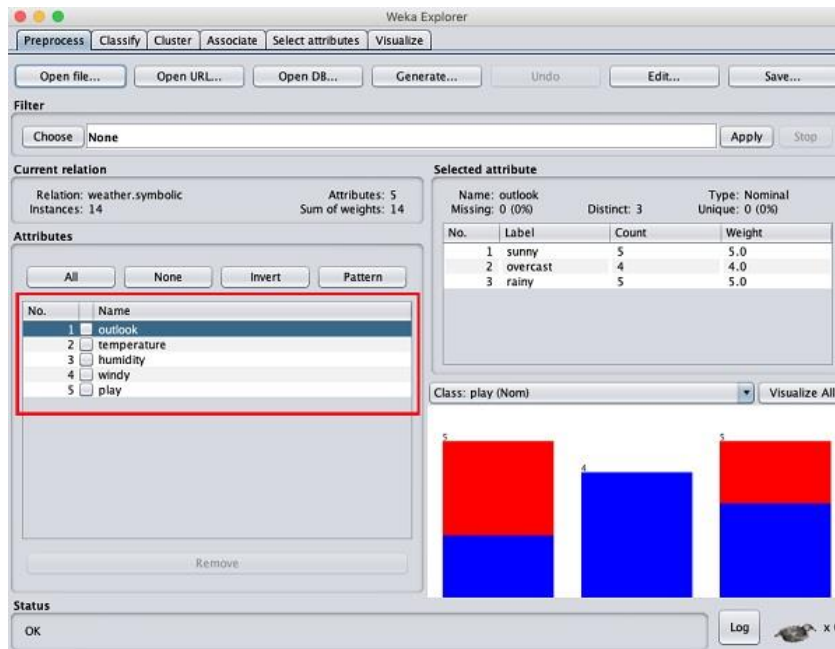 Weka Explorer
Preprocess Classify Cluster Associate Select attributes Visualize
Open file... Open URL... Open DB... Generate... Undo Edit... Save...
Filter
Choose None Apply Stop
Current relation
Relation: weather.symbolic Attributes: 5
Instances: 14 Sum of weights: 14
Attributes
All None Invert Pattern
No. Name
1 outlook
2 temperature
3 humidity
4 windy
5 play
Remove
Selected attribute
Name: outlook Type: Nominal
Missing: 0 (0%) Distinct: 3 Unique: 0 (0%)
No. Label Count Weight
1 sunny 5 5.0
2 overcast 4 4.0
3 rainy 5 5.0
Class: play (Nom) Visualize All
5 4 5
Status
OK Log x